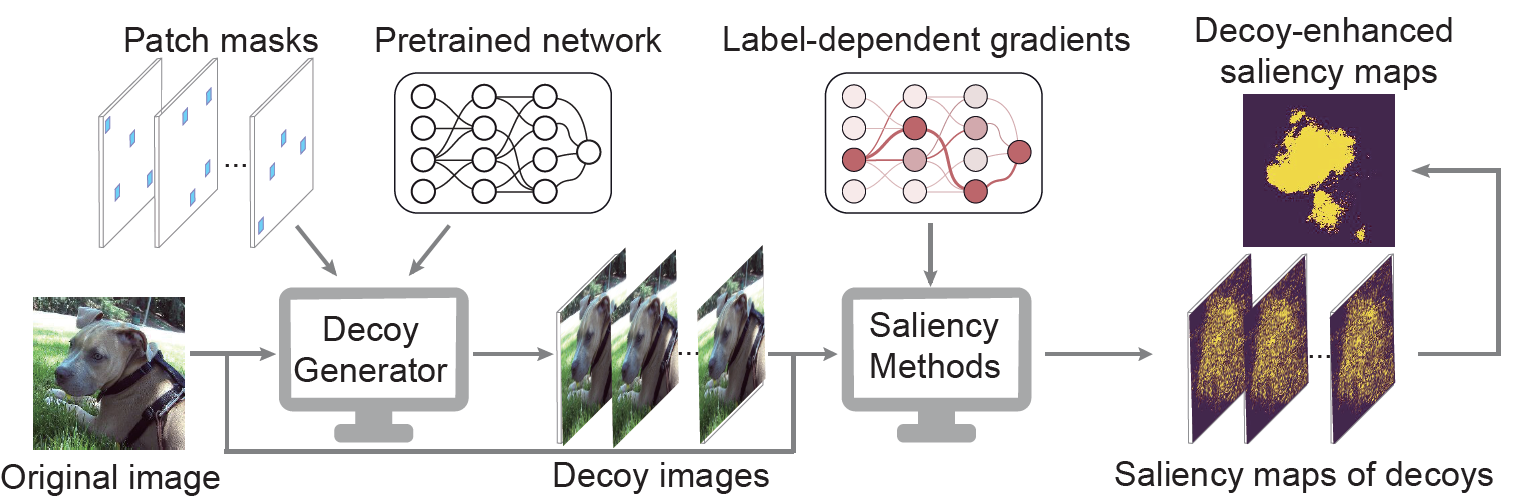 Patch masks
Pretrained network
Label-dependent gradients
Decoy-enhanced
saliency maps
...
Decoy
Generator
...
Saliency
Methods
...
Original image
Decoy images
Saliency maps of decoys